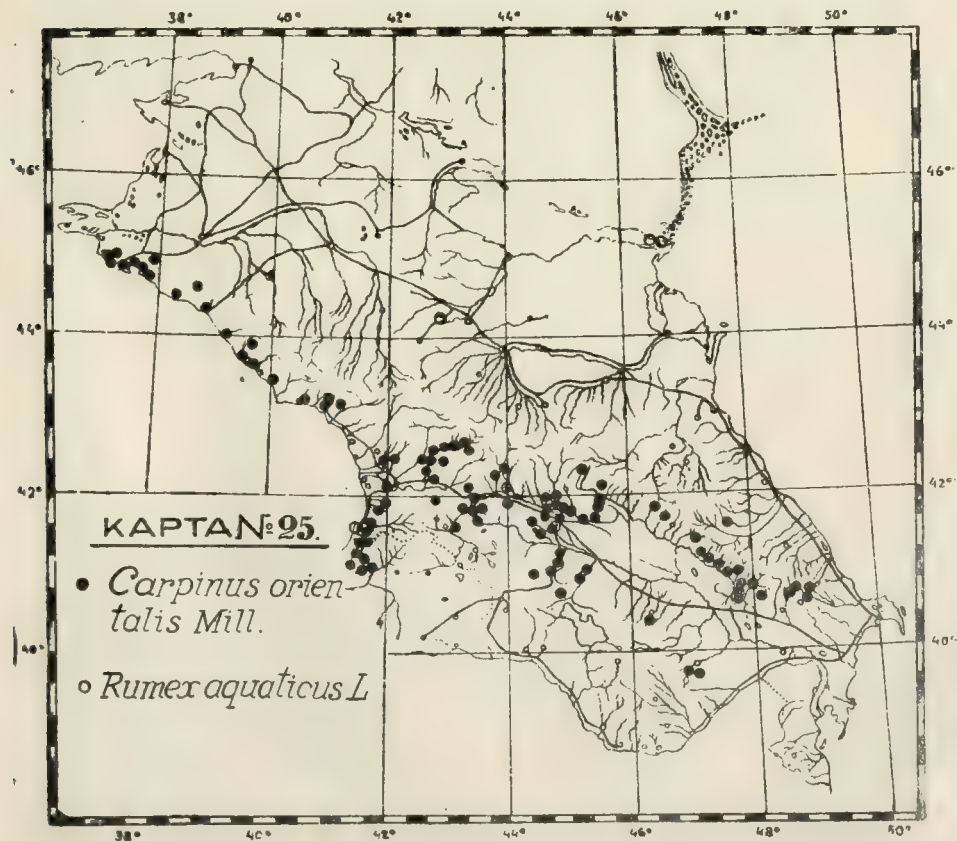 38° 40° 42° 44° 46° 48° 50°
46° 46°
44° 44°
42° 42°
КАРТА № 25.
Carpinus orien-
talis Mill.
40° 40°
Rumex aquaticus L
38° 40° 42° 44° 46° 48° 50°